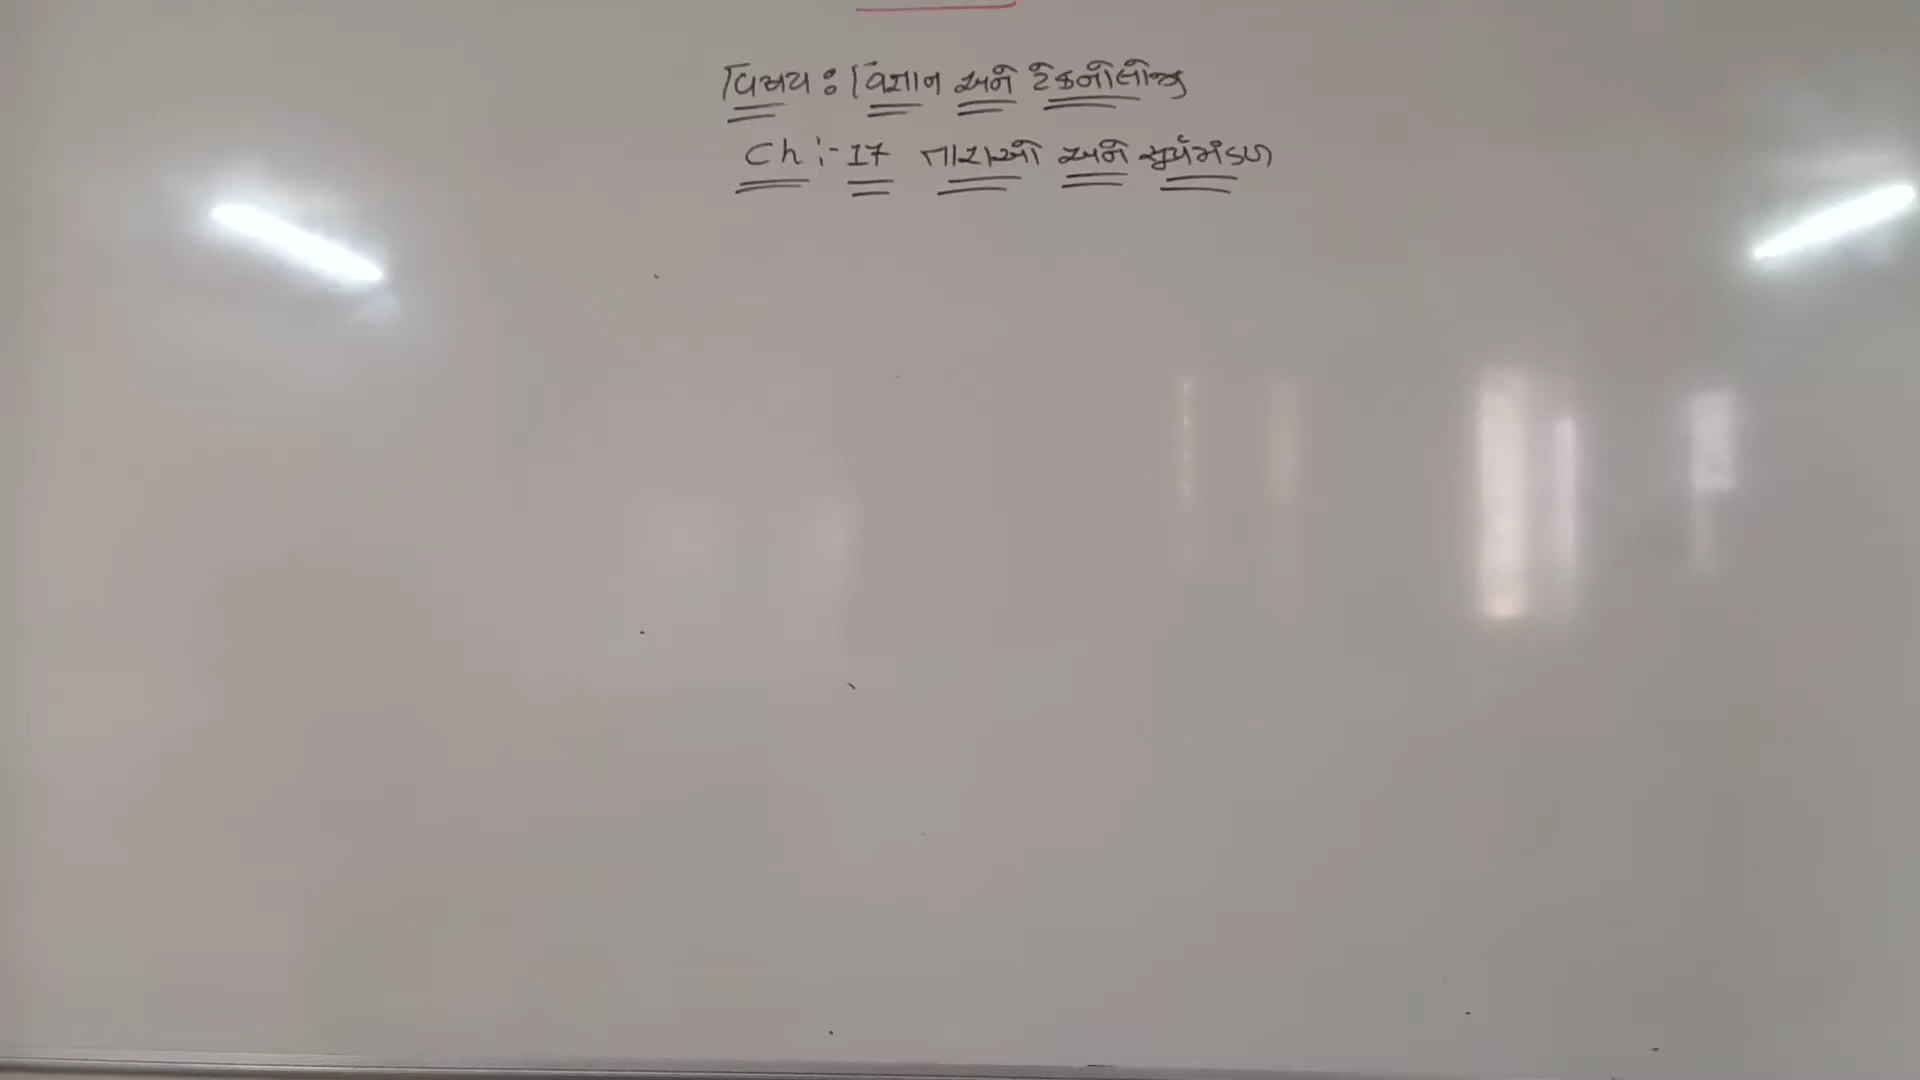 વિષય : વિજ્ઞાન અને ટેકનોલોજી
Ch :- 17 તારાઓ અને સુર્યમંડળ